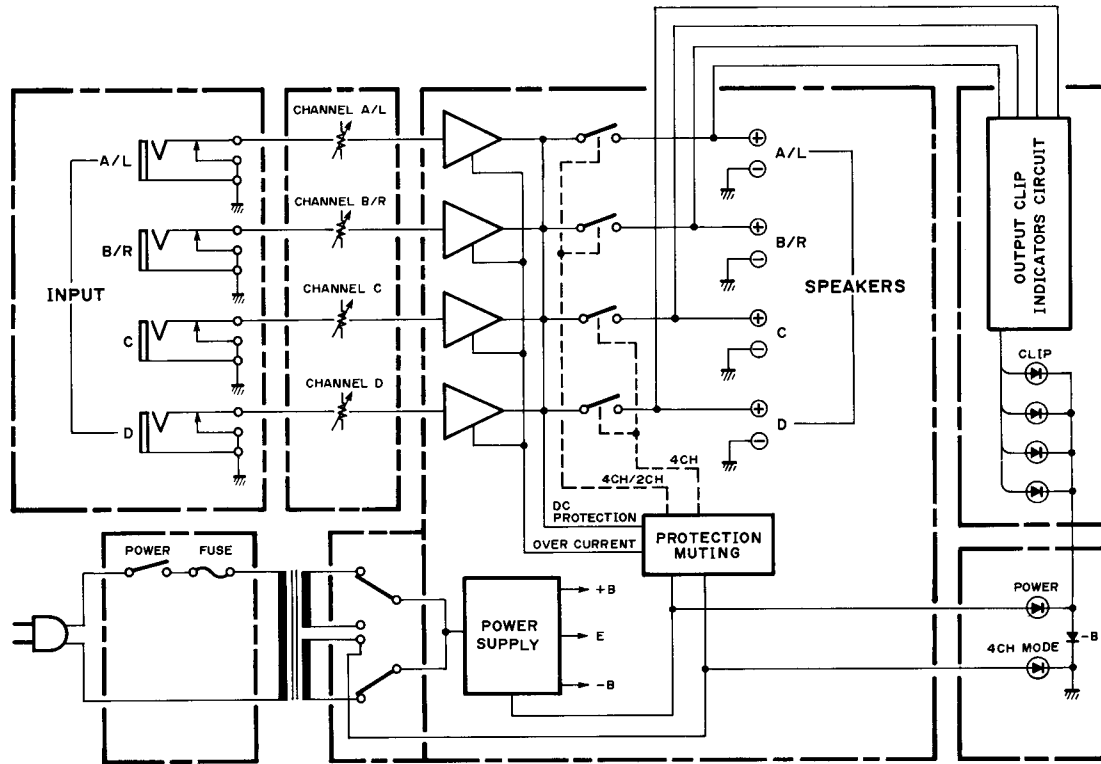 CHANNEL A/L
A/L
+
A/L
−
OUTPUT CLIP
INDICATORS CIRCUIT
CHANNEL B/R
B/R
+
B/R
−
INPUT
SPEAKERS
CHANNEL C
C
+
C
−
CLIP
CHANNEL D
D
+
D
−
4CH
4CH/2CH
DC
PROTECTION
OVER CURRENT
PROTECTION
MUTING
POWER
FUSE
POWER
SUPPLY
+B
E
-B
POWER
-B
4CH MODE